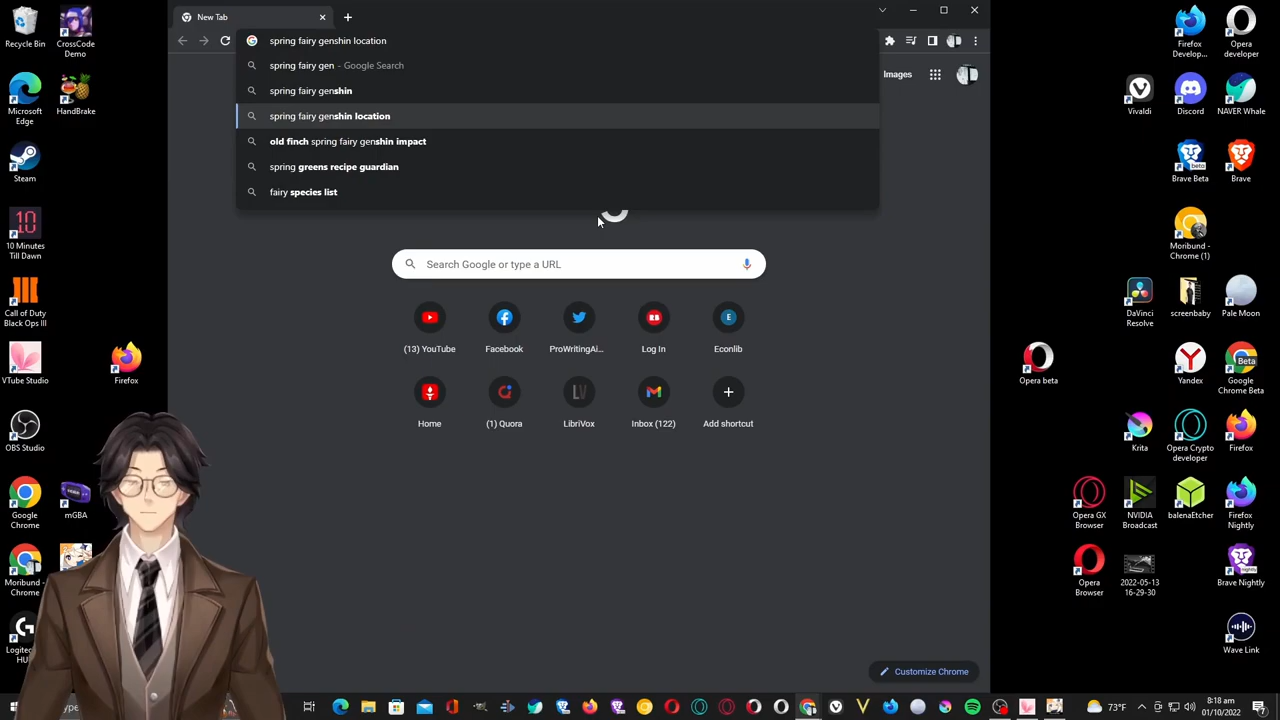 New Tab
spring fairy genshin location
spring fairy gen - Google Search
spring fairy genshin
spring fairy genshin location
old finch spring fairy genshin impact
spring greens recipe guardian
fairy species list
Images
Search Google or type a URL
(13) YouTube
Facebook
ProWritingAi...
Log In
Econlib
Home
(1) Quora
LibriVox
Inbox (122)
Add shortcut
Customize Chrome
Recycle Bin
CrossCode Demo
Microsoft Edge
HandBrake
Steam
10 Minutes Till Dawn
Call of Duty Black Ops III
VTube Studio
Firefox
OBS Studio
Google Chrome
mGBA
Moribund - Chrome
Logitec
HU
Firefox Develop...
Opera developer
Vivaldi
Discord
NAVER Whale
Brave Beta
Brave
Moribund - Chrome (1)
DaVinci Resolve
screenbaby
Pale Moon
Opera beta
Yandex
Google Chrome Beta
Krita
Opera Crypto developer
Firefox
Opera GX Browser
NVIDIA Broadcast
balenaEtcher
Firefox Nightly
Opera Browser
2022-05-13 16-29-30
Brave Nightly
Wave Link
Type
73°F
8:18 am
01/10/2022